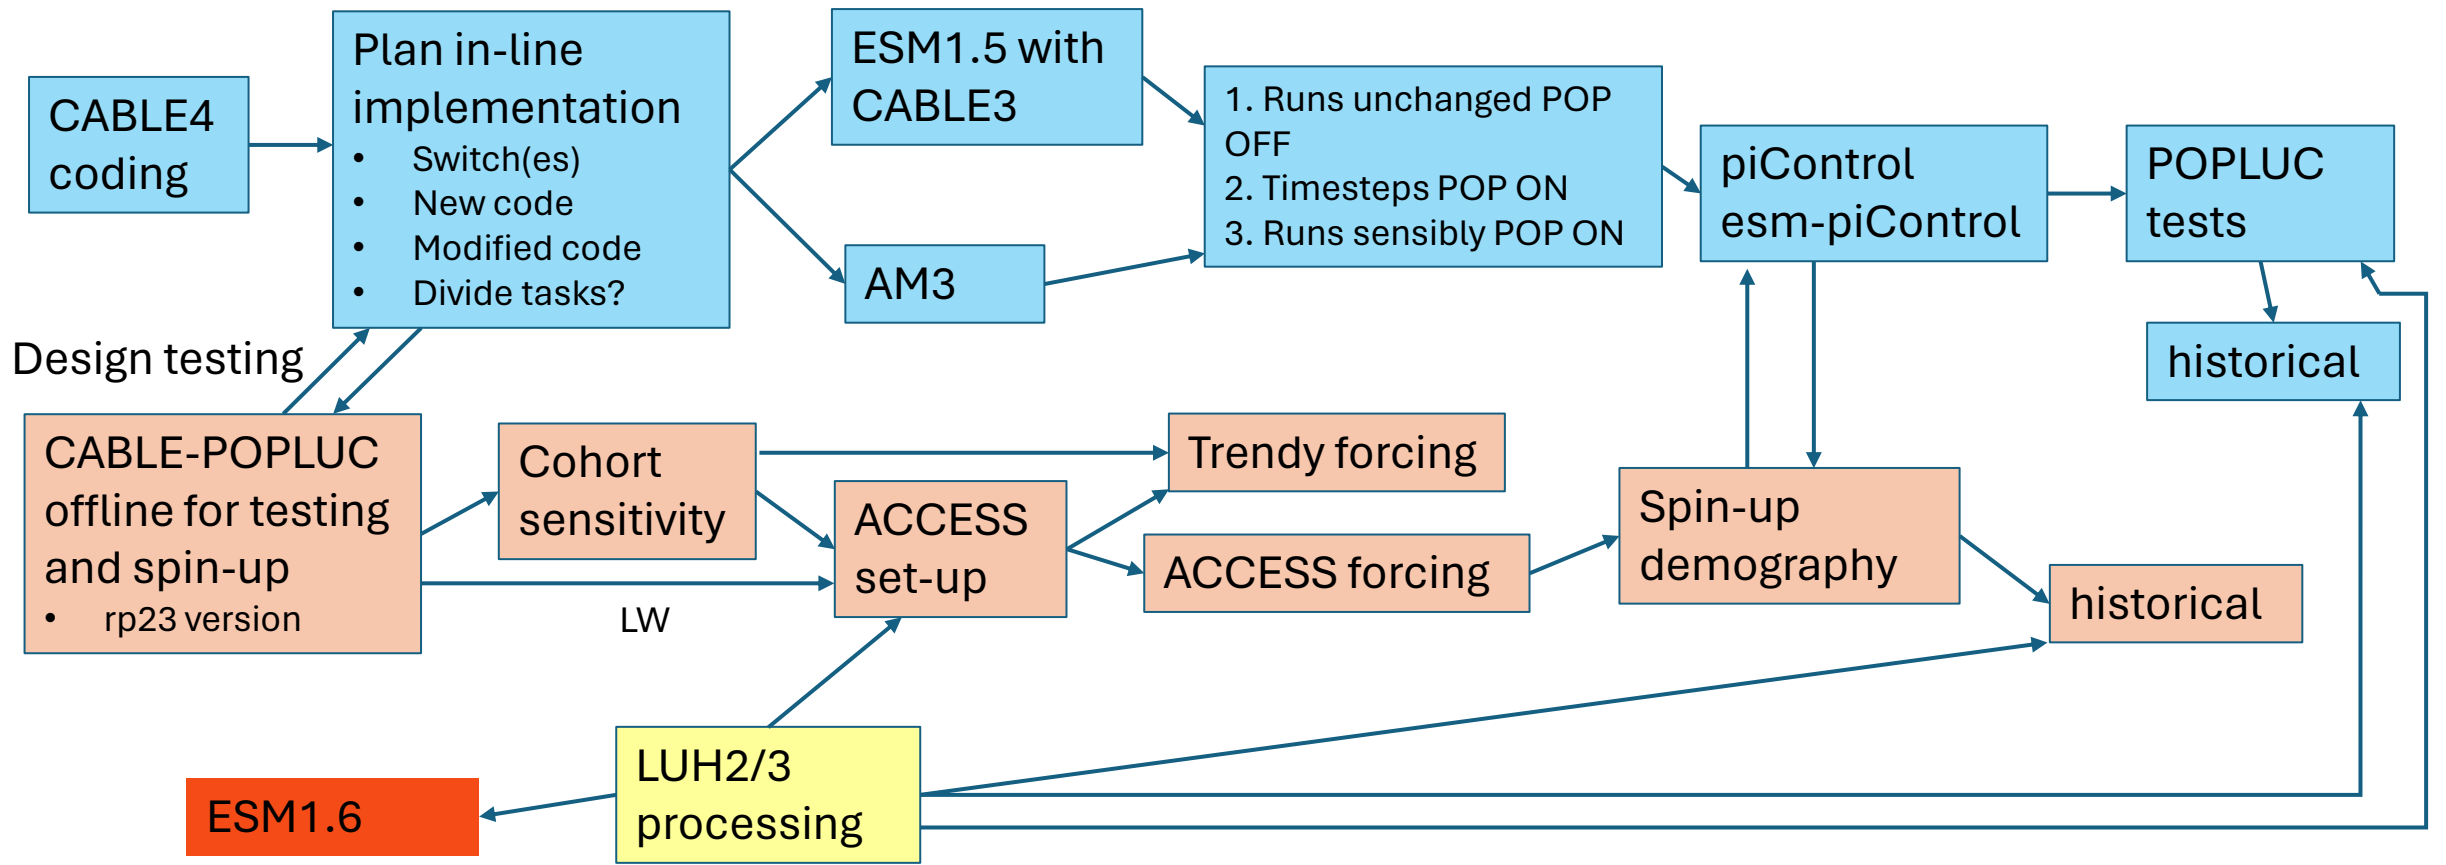 CABLE4
coding
Plan in-line
implementation
• Switch(es)
• New code
• Modified code
• Divide tasks?
ESM1.5 with
CABLE3
AM3
1. Runs unchanged POP
OFF
2. Timesteps POP ON
3. Runs sensibly POP ON
piControl
esm-piControl
POPLUC
tests
historical
Design testing
CABLE-POPLUC
offline for testing
and spin-up
• rp23 version
Cohort
sensitivity
LW
ACCESS
set-up
Trendy forcing
ACCESS forcing
Spin-up
demography
historical
LUH2/3
processing
ESM1.6